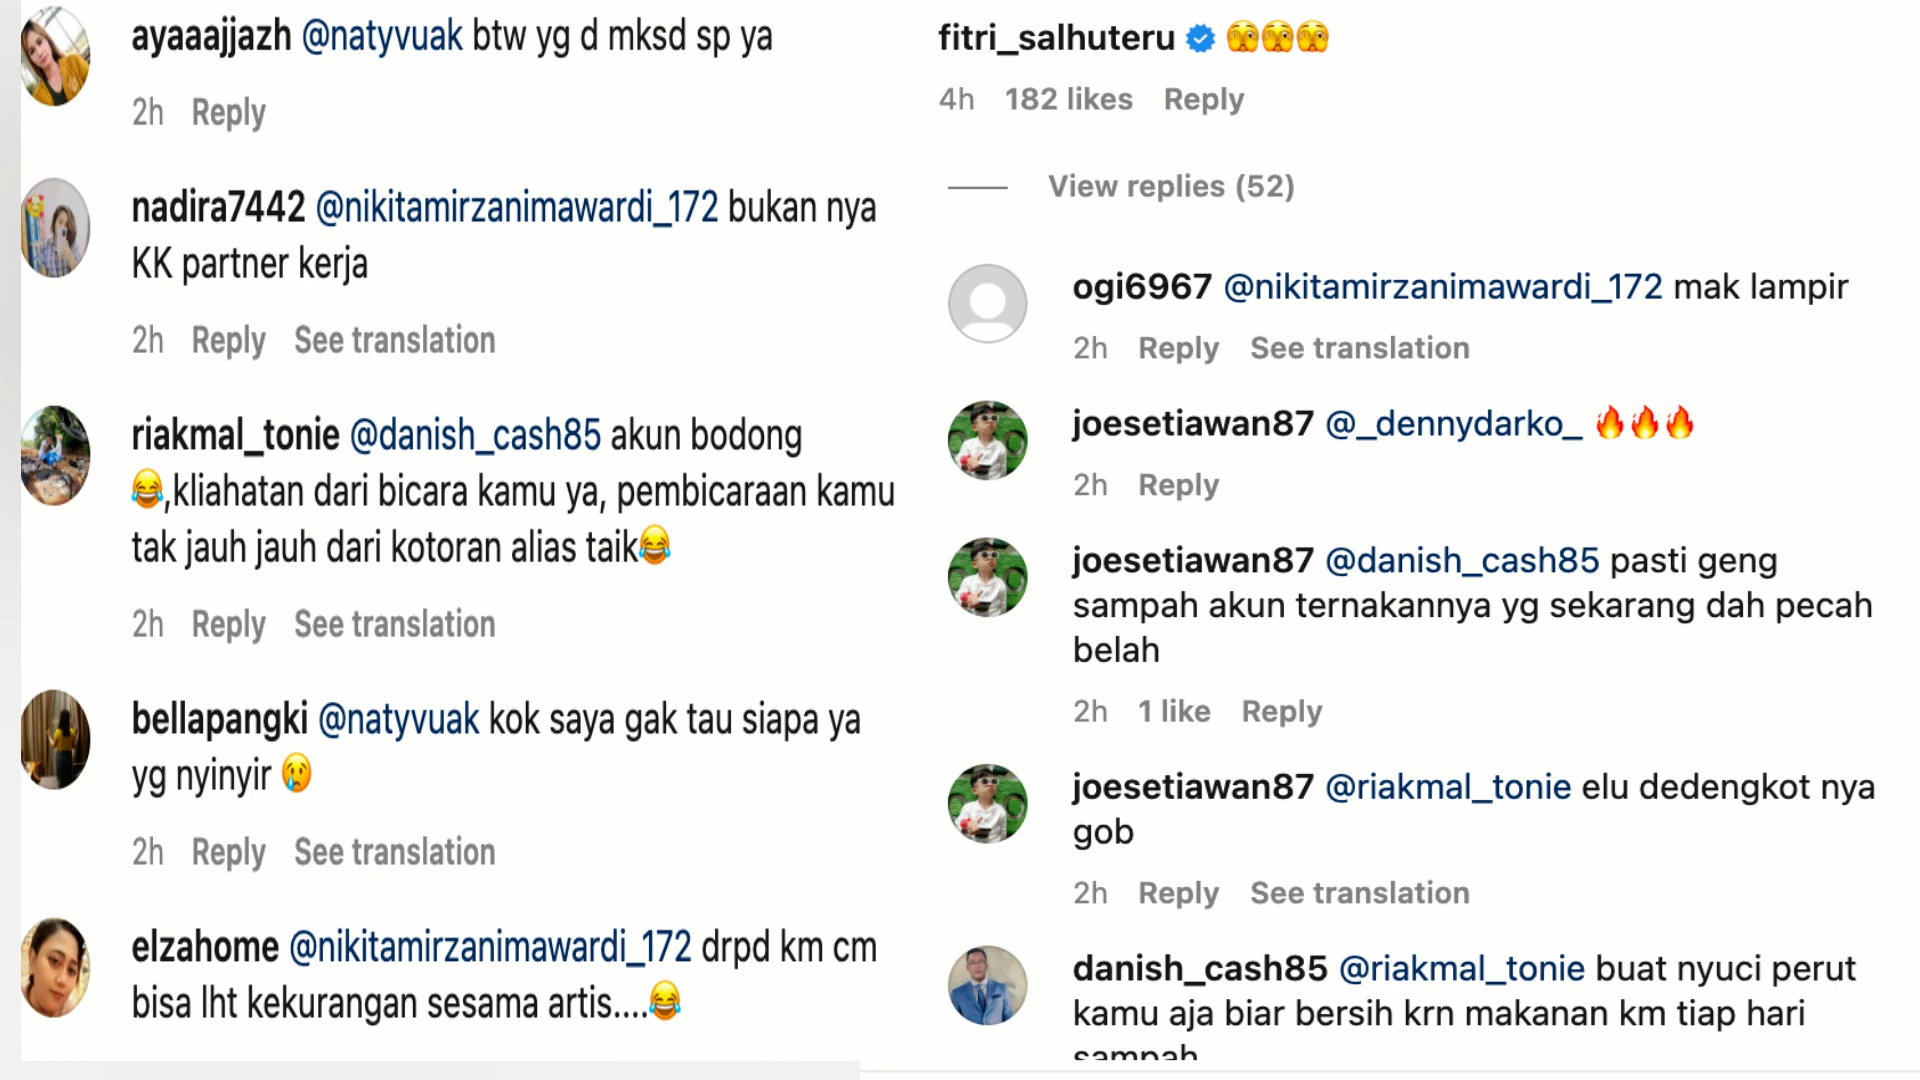 ayaaajjazh @natyvuak btw yg d mksd sp ya
2h Reply
nadira7442 @nikitamirzanimawardi_172 bukan nya
KK partner kerja
2h Reply See translation
riakmal_tonie @danish_cash85 akun bodong
😂,kliahatan dari bicara kamu ya, pembicaraan kamu
tak jauh jauh dari kotoran alias taik😂
2h Reply See translation
bellapangki @natyvuak kok saya gak tau siapa ya
yg nyinyir 😢
2h Reply See translation
elzahome @nikitamirzanimawardi_172 drpd km cm
bisa lht kekurangan sesama artis....😂
fitri_salhuteru 🫣🫣🫣
4h 182 likes Reply
View replies (52)
ogi6967 @nikitamirzanimawardi_172 mak lampir
2h Reply See translation
joesetiawan87 @_dennydarko_ 🔥🔥🔥
2h Reply
joesetiawan87 @danish_cash85 pasti geng
sampah akun ternakannya yg sekarang dah pecah
belah
2h 1 like Reply
joesetiawan87 @riakmal_tonie elu dedengkot nya
gob
2h Reply See translation
danish_cash85 @riakmal_tonie buat nyuci perut
kamu aja biar bersih krn makanan km tiap hari
sampah